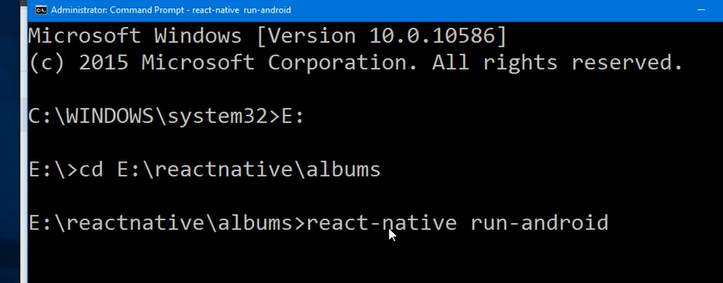 Administrator: Command Prompt - react-native run-android
Microsoft Windows [Version 10.0.10586]
(c) 2015 Microsoft Corporation. All rights reserved.
C:\WINDOWS\system32>E:
E:\>cd E:\reactnative\albums
E:\reactnative\albums>react-native run-android